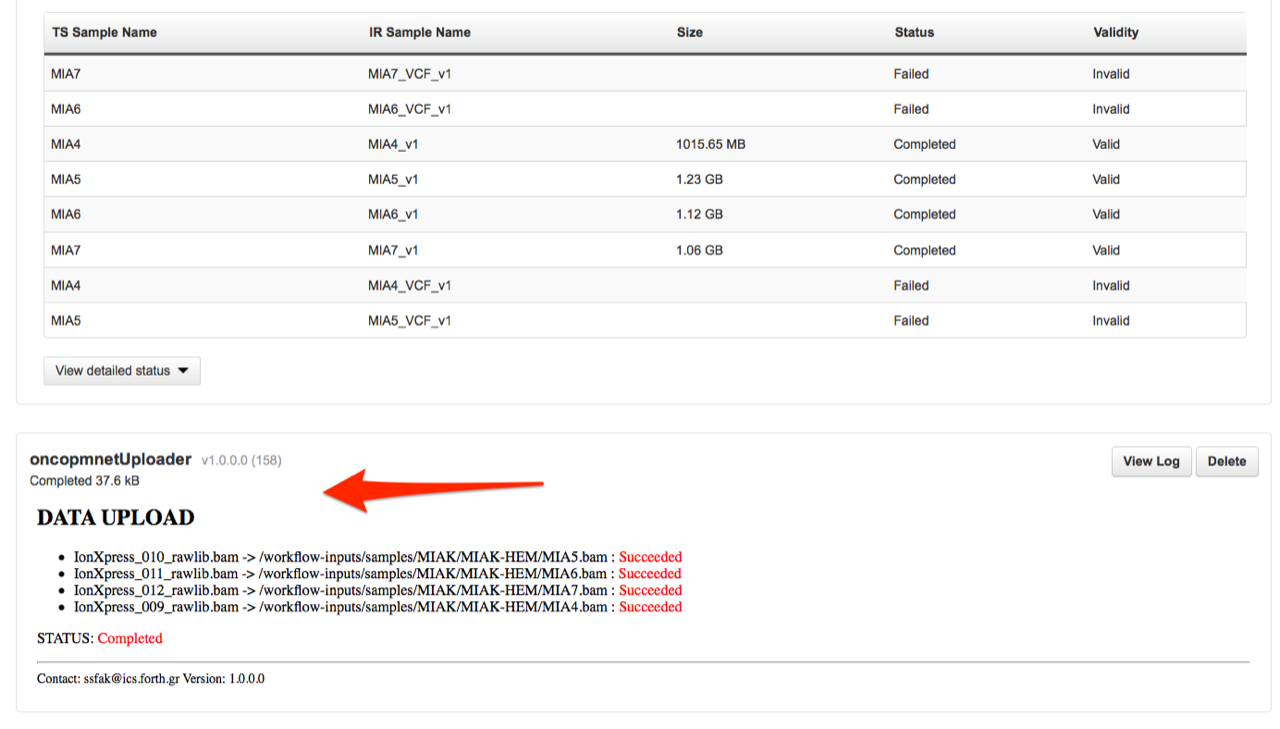 TS Sample Name IR Sample Name Size Status Validity
MIA7 MIA7_VCF_v1 Failed Invalid
MIA6 MIA6_VCF_v1 Failed Invalid
MIA4 MIA4_v1 1015.65 MB Completed Valid
MIA5 MIA5_v1 1.23 GB Completed Valid
MIA6 MIA6_v1 1.12 GB Completed Valid
MIA7 MIA7_v1 1.06 GB Completed Valid
MIA4 MIA4_VCF_v1 Failed Invalid
MIA5 MIA5_VCF_v1 Failed Invalid
View detailed status
oncopmnetUploader v1.0.0.0 (158) View Log Delete
Completed 37.6 kB
DATA UPLOAD
• IonXpress_010_rawlib.bam -> /workflow-inputs/samples/MIAK/MIAK-HEM/MIA5.bam : Succeeded
• IonXpress_011_rawlib.bam -> /workflow-inputs/samples/MIAK/MIAK-HEM/MIA6.bam : Succeeded
• IonXpress_012_rawlib.bam -> /workflow-inputs/samples/MIAK/MIAK-HEM/MIA7.bam : Succeeded
• IonXpress_009_rawlib.bam -> /workflow-inputs/samples/MIAK/MIAK-HEM/MIA4.bam : Succeeded
STATUS: Completed
Contact: ssfak@ics.forth.gr Version: 1.0.0.0